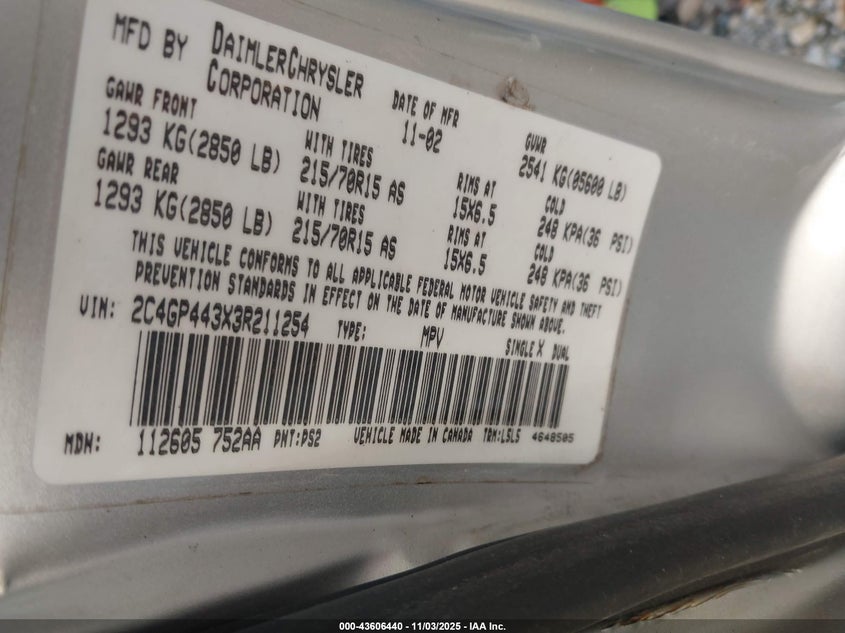 MFD BY DAIMLERCHRYSLER CORPORATION
DATE OF MFR 11-02
GVWR 2541 KG(05600 LB)
GAWR FRONT 1293 KG(2850 LB)
WITH TIRES 215/70R15 AS
RIMS AT 15X6.5
COLD 248 KPA(36 PSI)
GAWR REAR 1293 KG(2850 LB)
WITH TIRES 215/70R15 AS
RIMS AT 15X6.5
COLD 248 KPA(36 PSI)
THIS VEHICLE CONFORMS TO ALL APPLICABLE FEDERAL MOTOR VEHICLE SAFETY AND THEFT
PREVENTION STANDARDS IN EFFECT ON THE DATE OF MANUFACTURE SHOWN ABOVE.
VIN: 2C4GP443X3R211254 TYPE: MPV SINGLE X DUAL
MDH: 112605 752AA PNT:PS2 VEHICLE MADE IN CANADA TRM:L5L5 4648505
000-43606440 - 11/03/2025 - IAA Inc.